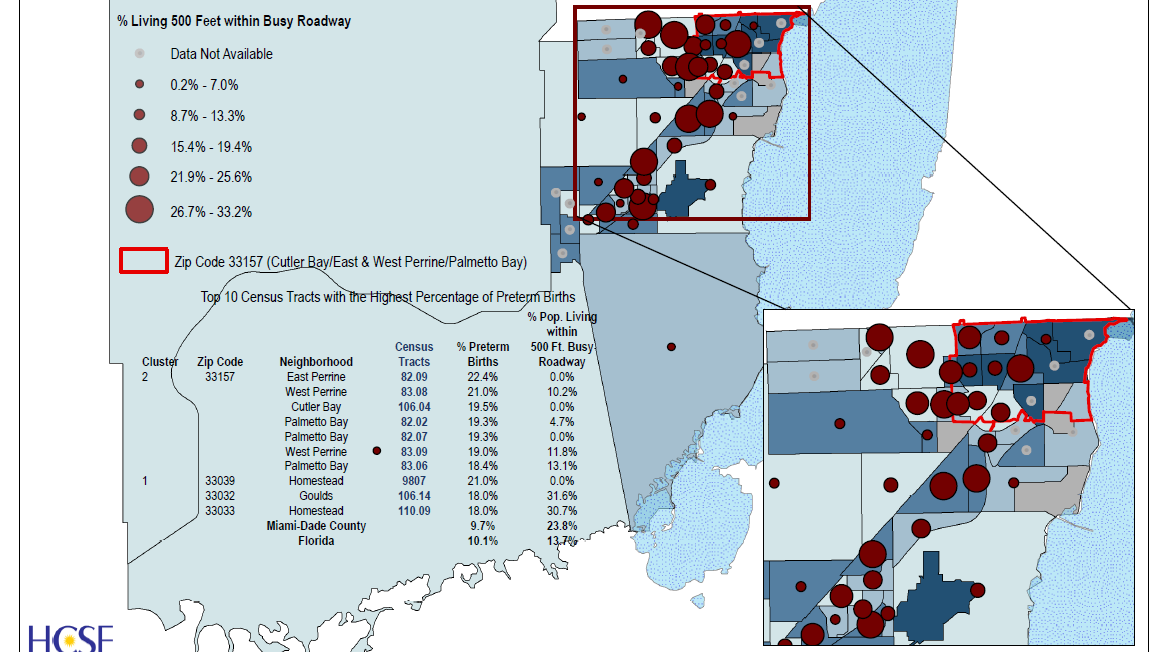 % Living 500 Feet within Busy Roadway
Data Not Available
0.2% - 7.0%
8.7% - 13.3%
15.4% - 19.4%
21.9% - 25.6%
26.7% - 33.2%
Zip Code 33157 (Cutler Bay/East & West Perrine/Palmetto Bay)
Top 10 Census Tracts with the Highest Percentage of Preterm Births
Cluster Zip Code Neighborhood Census Tracts % Preterm Births % Pop. Living within 500 Ft. Busy Roadway
2 33157 East Perrine 82.09 22.4% 0.0%
West Perrine 83.08 21.0% 10.2%
Cutler Bay 106.04 19.5% 0.0%
Palmetto Bay 82.02 19.3% 4.7%
Palmetto Bay 82.07 19.3% 0.0%
West Perrine 83.09 19.0% 11.8%
Palmetto Bay 83.06 18.4% 13.1%
1 33039 Homestead 9807 21.0% 0.0%
33032 Goulds 106.14 18.0% 31.6%
33033 Homestead 110.09 18.0% 30.7%
Miami-Dade County 9.7% 23.8%
Florida 10.1% 13.7%
HCSF